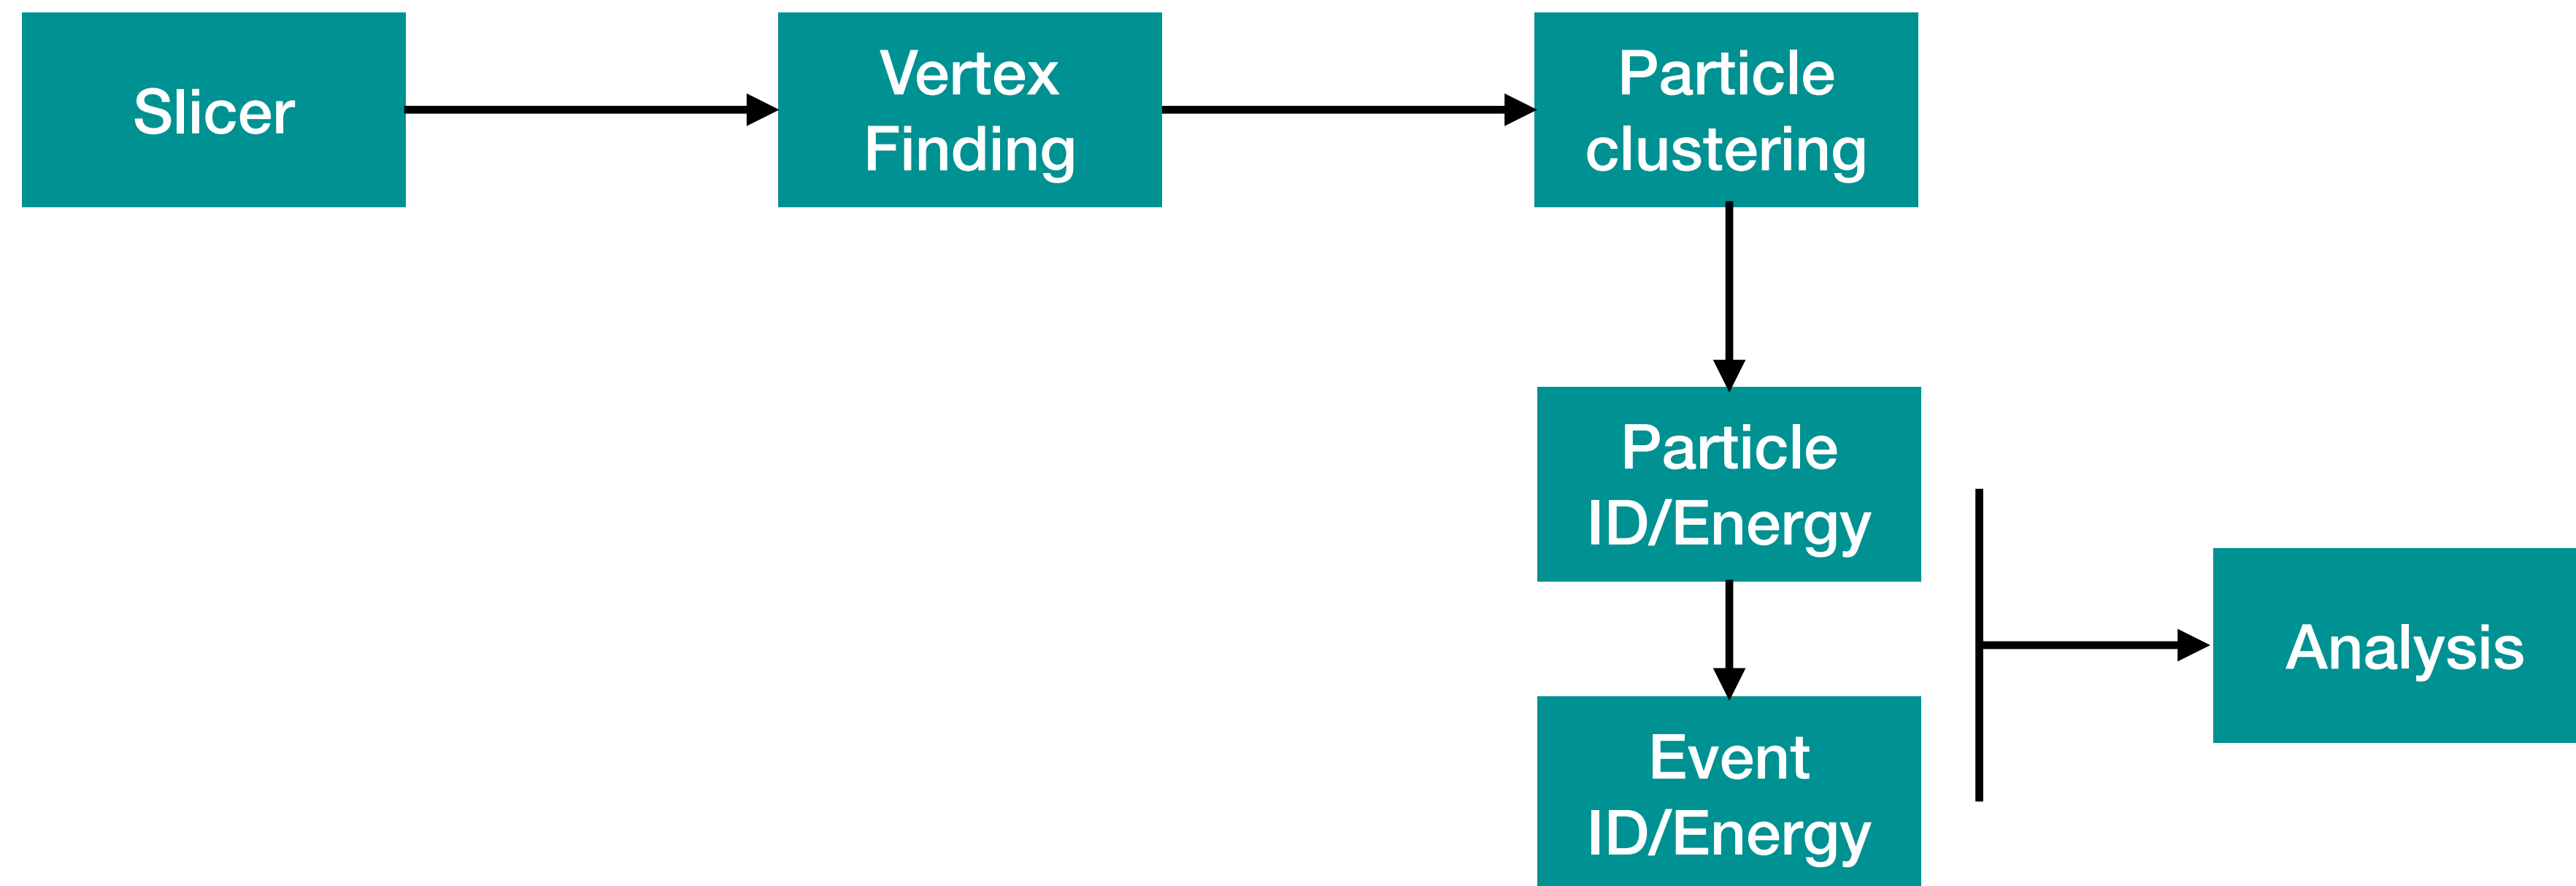 Slicer
Vertex
Finding
Particle
clustering
Particle
ID/Energy
Event
ID/Energy
Analysis